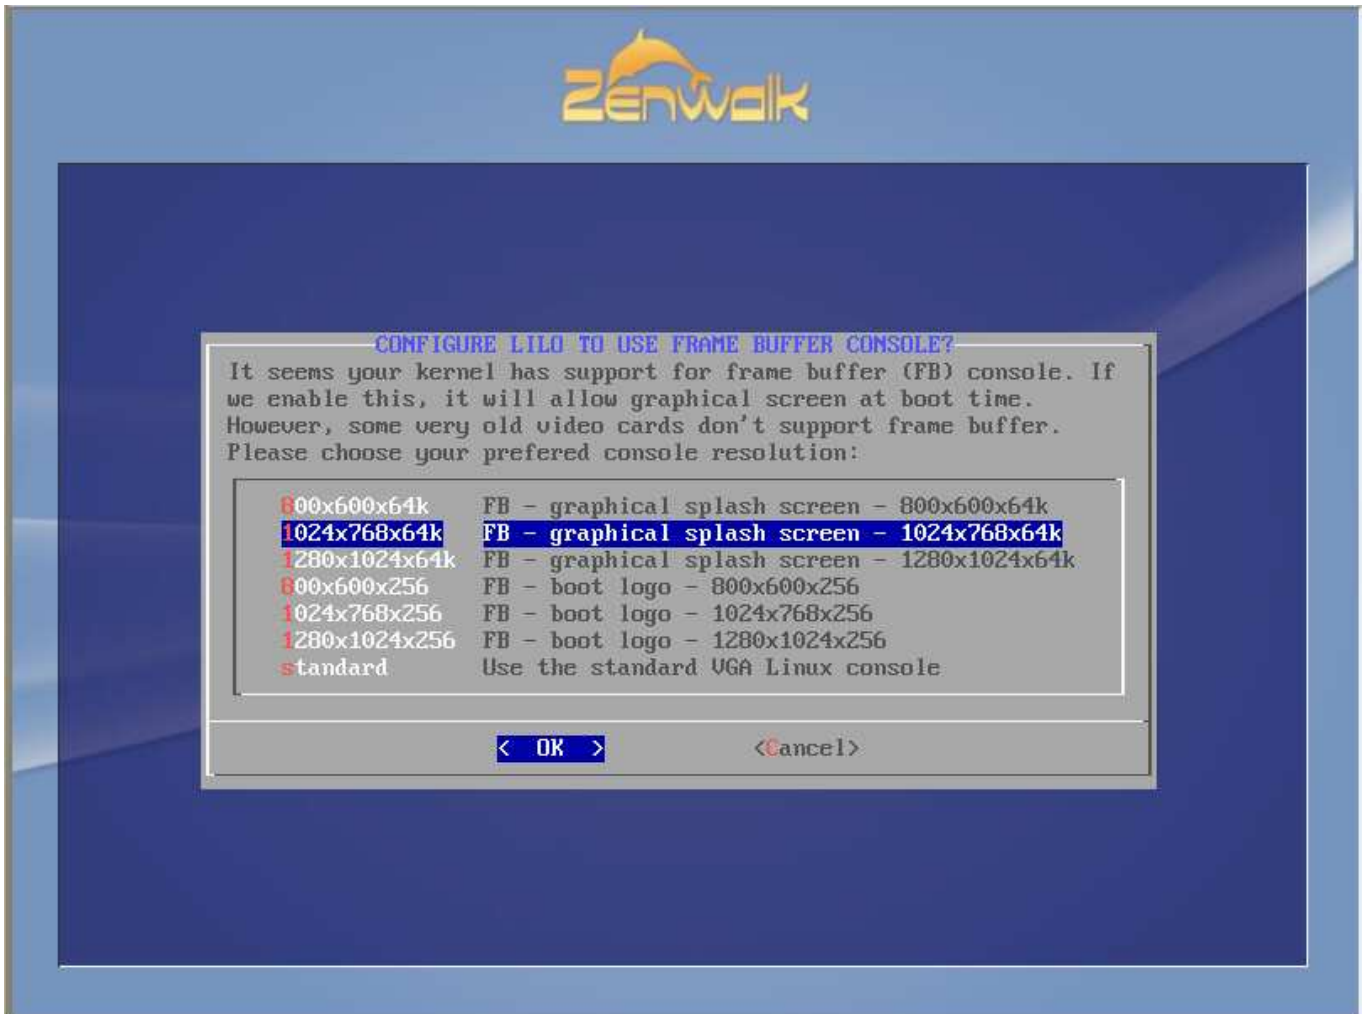 Zenwalk
CONFIGURE LILO TO USE FRAME BUFFER CONSOLE?
It seems your kernel has support for frame buffer (FB) console. If
we enable this, it will allow graphical screen at boot time.
However, some very old video cards don't support frame buffer.
Please choose your prefered console resolution:
800x600x64k FB - graphical splash screen - 800x600x64k
1024x768x64k FB - graphical splash screen - 1024x768x64k
1280x1024x64k FB - graphical splash screen - 1280x1024x64k
800x600x256 FB - boot logo - 800x600x256
1024x768x256 FB - boot logo - 1024x768x256
1280x1024x256 FB - boot logo - 1280x1024x256
standard Use the standard VGA Linux console
< OK > <Cancel>